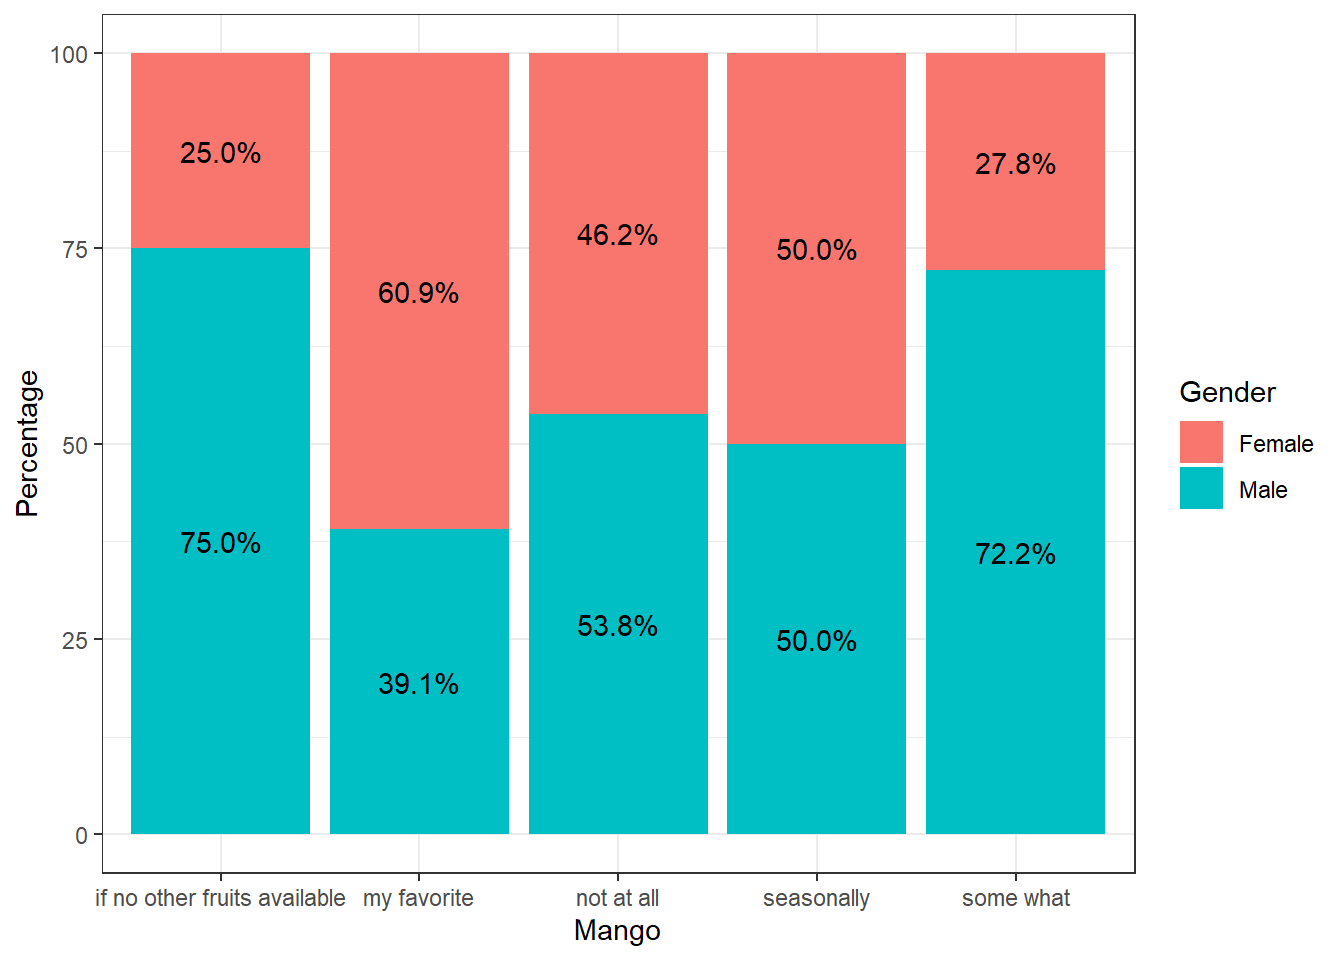 100
75
50
25
0
Percentage
25.0%
60.9%
46.2%
50.0%
27.8%
75.0%
39.1%
53.8%
50.0%
72.2%
if no other fruits available
my favorite
not at all
seasonally
some what
Mango
Gender
Female
Male